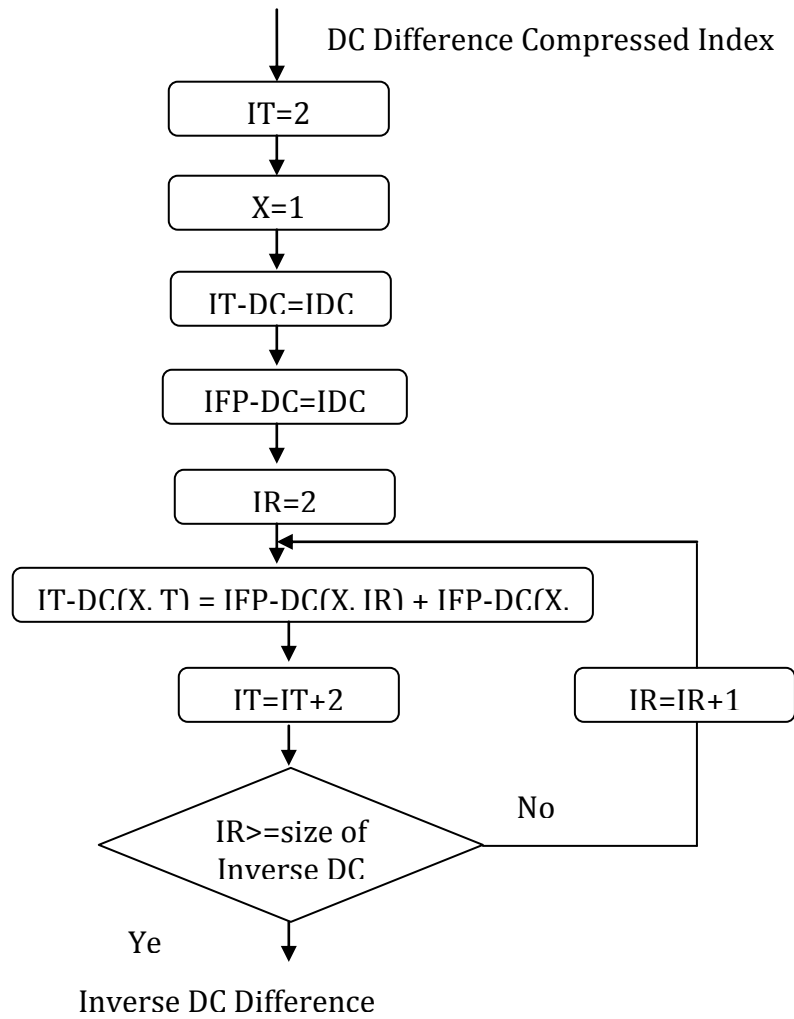 DC Difference Compressed Index
IT=2
X=1
IT-DC=IDC
IFP-DC=IDC
IR=2
IT-DC(X, T) = IFP-DC(X, IR) + IFP-DC(X,
IT=IT+2
IR=IR+1
IR>=size of
Inverse DC
No
Ye
Inverse DC Difference